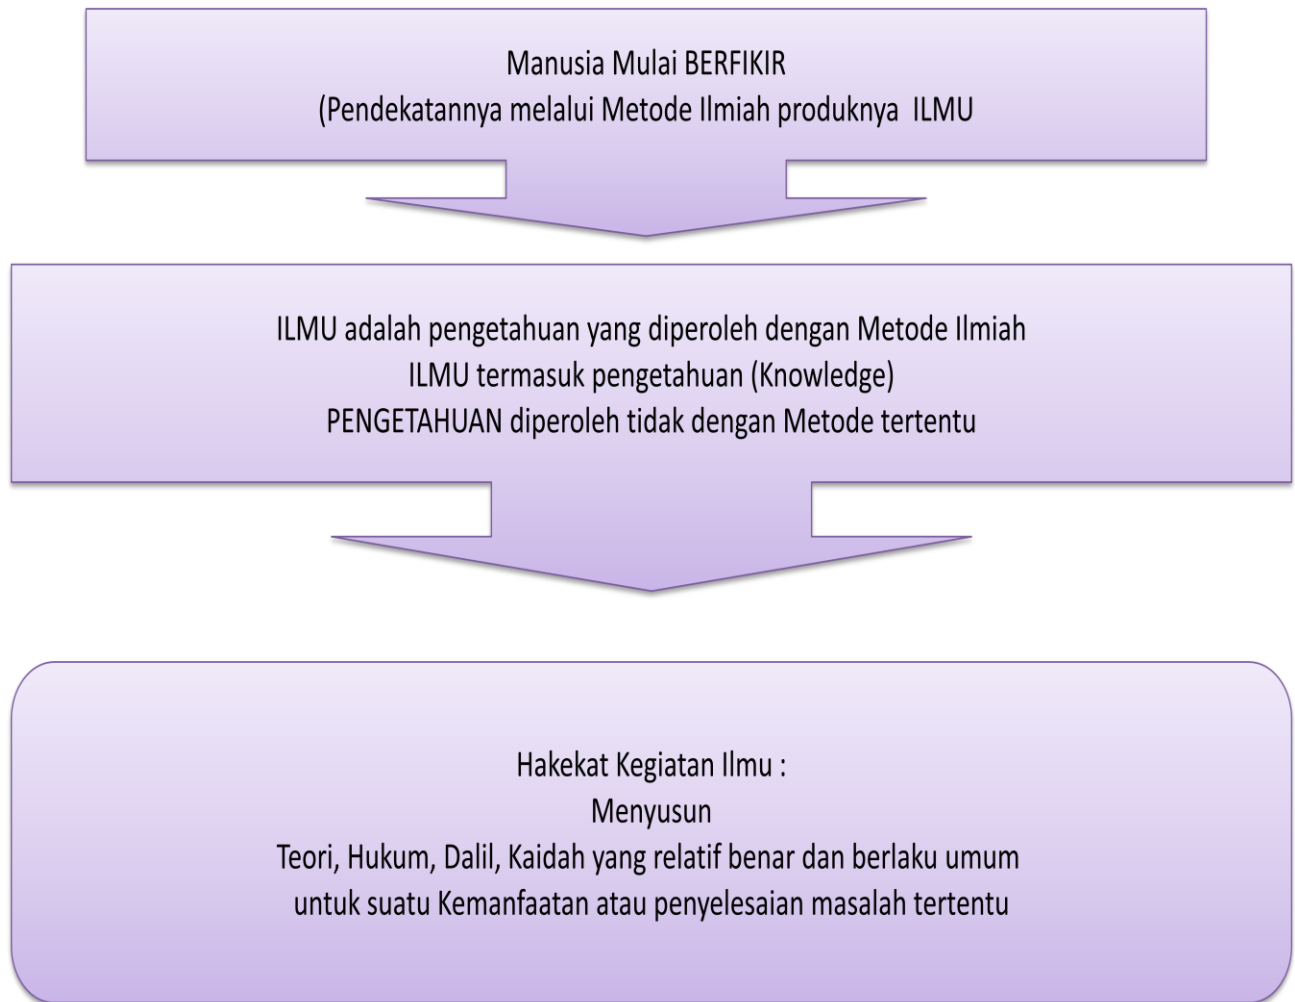 Manusia Mulai BERFIKIR
(Pendekatannya melalui Metode Ilmiah produknya ILMU
ILMU adalah pengetahuan yang diperoleh dengan Metode Ilmiah
ILMU termasuk pengetahuan (Knowledge)
PENGETAHUAN diperoleh tidak dengan Metode tertentu
Hakekat Kegiatan Ilmu :
Menyusun
Teori, Hukum, Dalil, Kaidah yang relatif benar dan berlaku umum
untuk suatu Kemanfaatan atau penyelesaian masalah tertentu